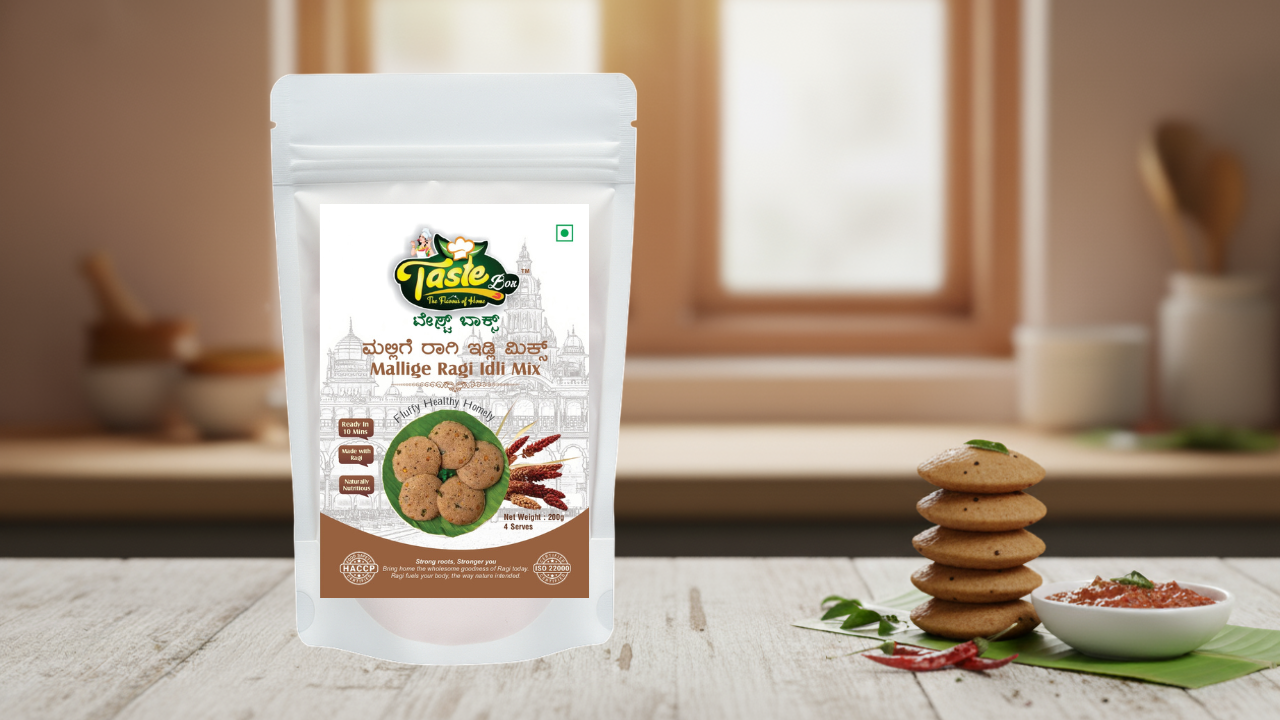 Taste Box TM
The Flavour of Home
ಟೇಸ್ಟ್ ಬಾಕ್ಸ್
ಮಲ್ಲಿಗೆ ರಾಗಿ ಇಡ್ಲಿ ಮಿಕ್ಸ್
Mallige Ragi Idli Mix
Fluffy Healthy Homely
Ready in
10 Mins
Made with
Ragi
Naturally
Nutritious
Net Weight : 200g
4 Serves
Strong roots, Stronger you
Bring home the wholesome goodness of Ragi today.
Ragi fuels your body, the way nature intended.
HACCP
ISO 22000